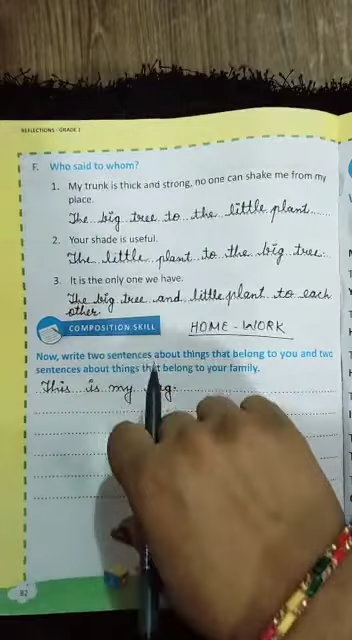 REFLECTIONS - GRADE 1
F. Who said to whom?
1. My trunk is thick and strong, no one can shake me from my
place.
The big tree to the little plant
2. Your shade is useful.
The little plant to the big tree
3. It is the only one we have.
The big tree and little plant to each
other
COMPOSITION SKILL HOME-WORK
Now, write two sentences about things that belong to you and two
sentences about things that belong to your family.
This is my
82